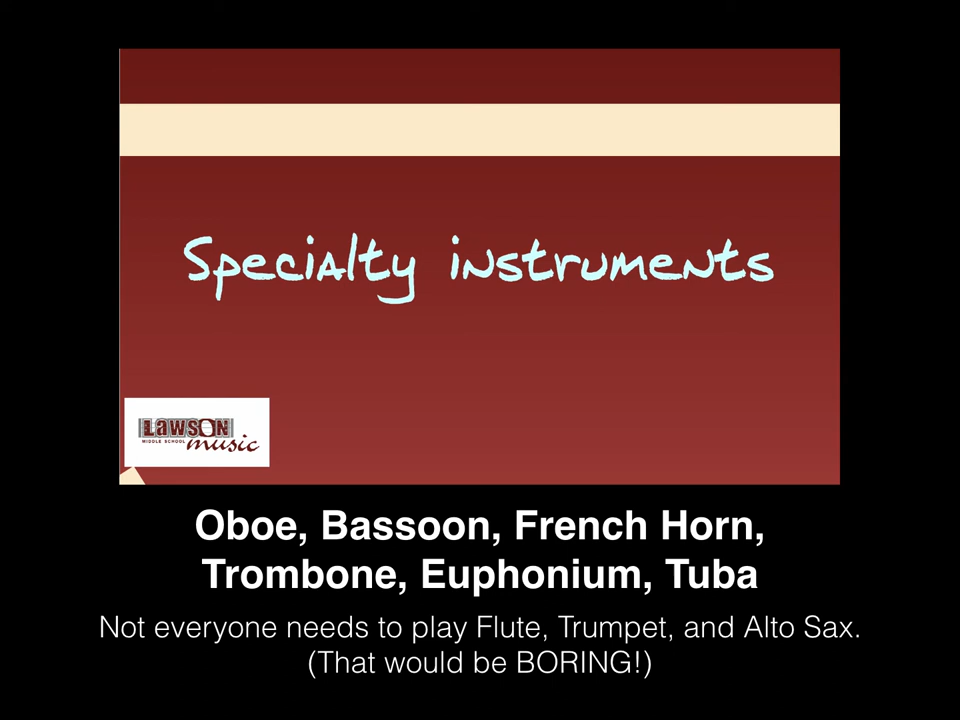 Specialty instruments
LAWSON
MIDDLE SCHOOL
music
Oboe, Bassoon, French Horn,
Trombone, Euphonium, Tuba
Not everyone needs to play Flute, Trumpet, and Alto Sax.
(That would be BORING!)